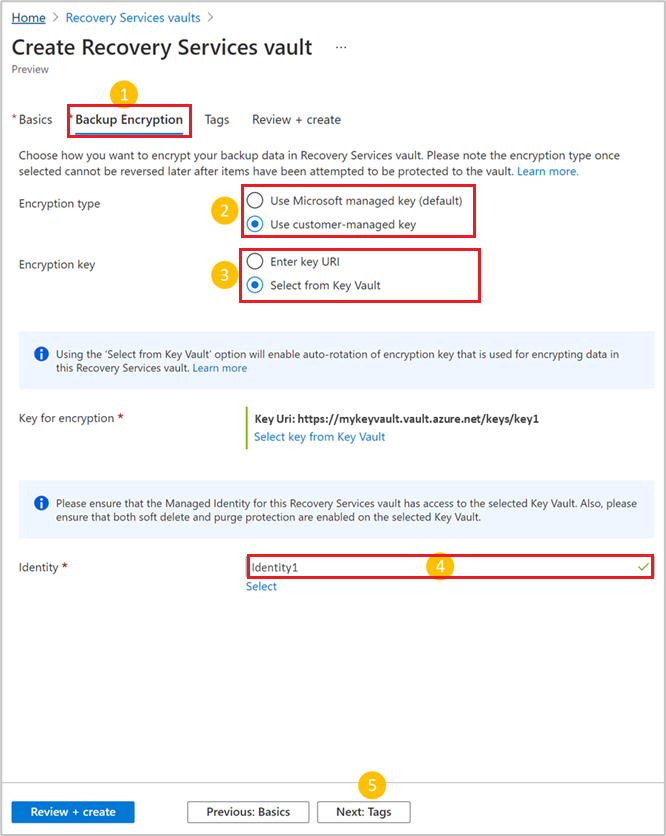 Home > Recovery Services vaults >
Create Recovery Services vault ...
Preview
1
*Basics *Backup Encryption Tags Review + create
Choose how you want to encrypt your backup data in Recovery Services vault. Please note the encryption type once
selected cannot be reversed later after items have been attempted to be protected to the vault. Learn more.
Encryption type
2
Use Microsoft managed key (default)
Use customer-managed key
Encryption key
3
Enter key URI
Select from Key Vault
i Using the 'Select from Key Vault' option will enable auto-rotation of encryption key that is used for encrypting data in
this Recovery Services vault. Learn more
Key for encryption *
Key Uri: https://mykeyvault.vault.azure.net/keys/key1
Select key from Key Vault
i Please ensure that the Managed Identity for this Recovery Services vault has access to the selected Key Vault. Also, please
ensure that both soft delete and purge protection are enabled on the selected Key Vault.
Identity *
Identity1
4
Select
5
Review + create
Previous: Basics
Next: Tags